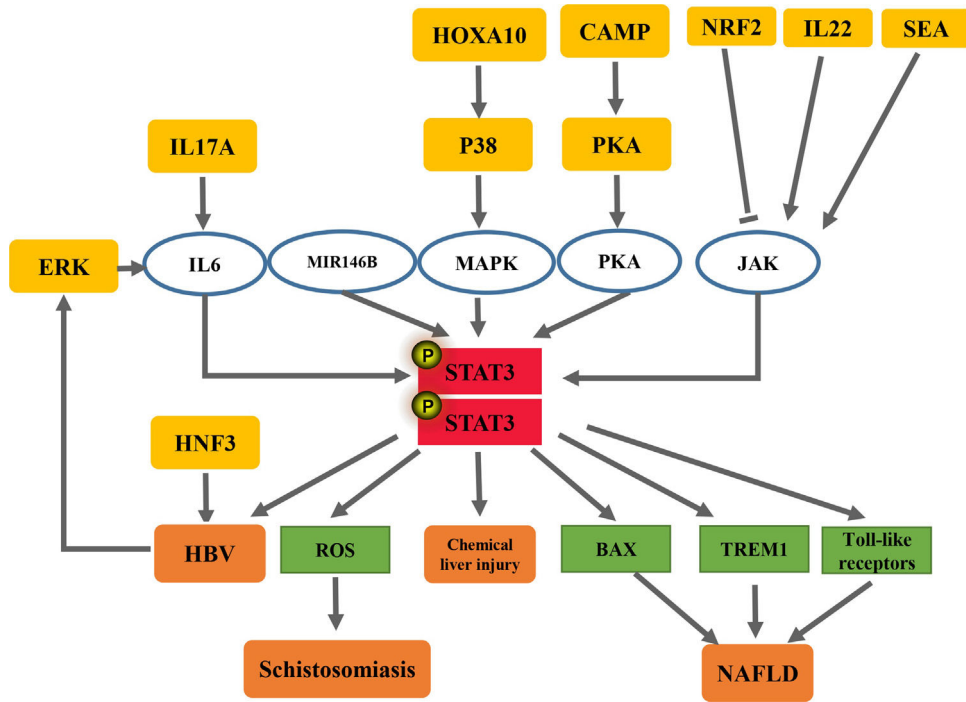 HOXA10
CAMP
NRF2
IL22
SEA
IL17A
P38
PKA
ERK
IL6
MIR146B
MAPK
PKA
JAK
P
STAT3
P
STAT3
HNF3
HBV
ROS
Chemical
liver injury
BAX
TREM1
Toll-like
receptors
Schistosomiasis
NAFLD